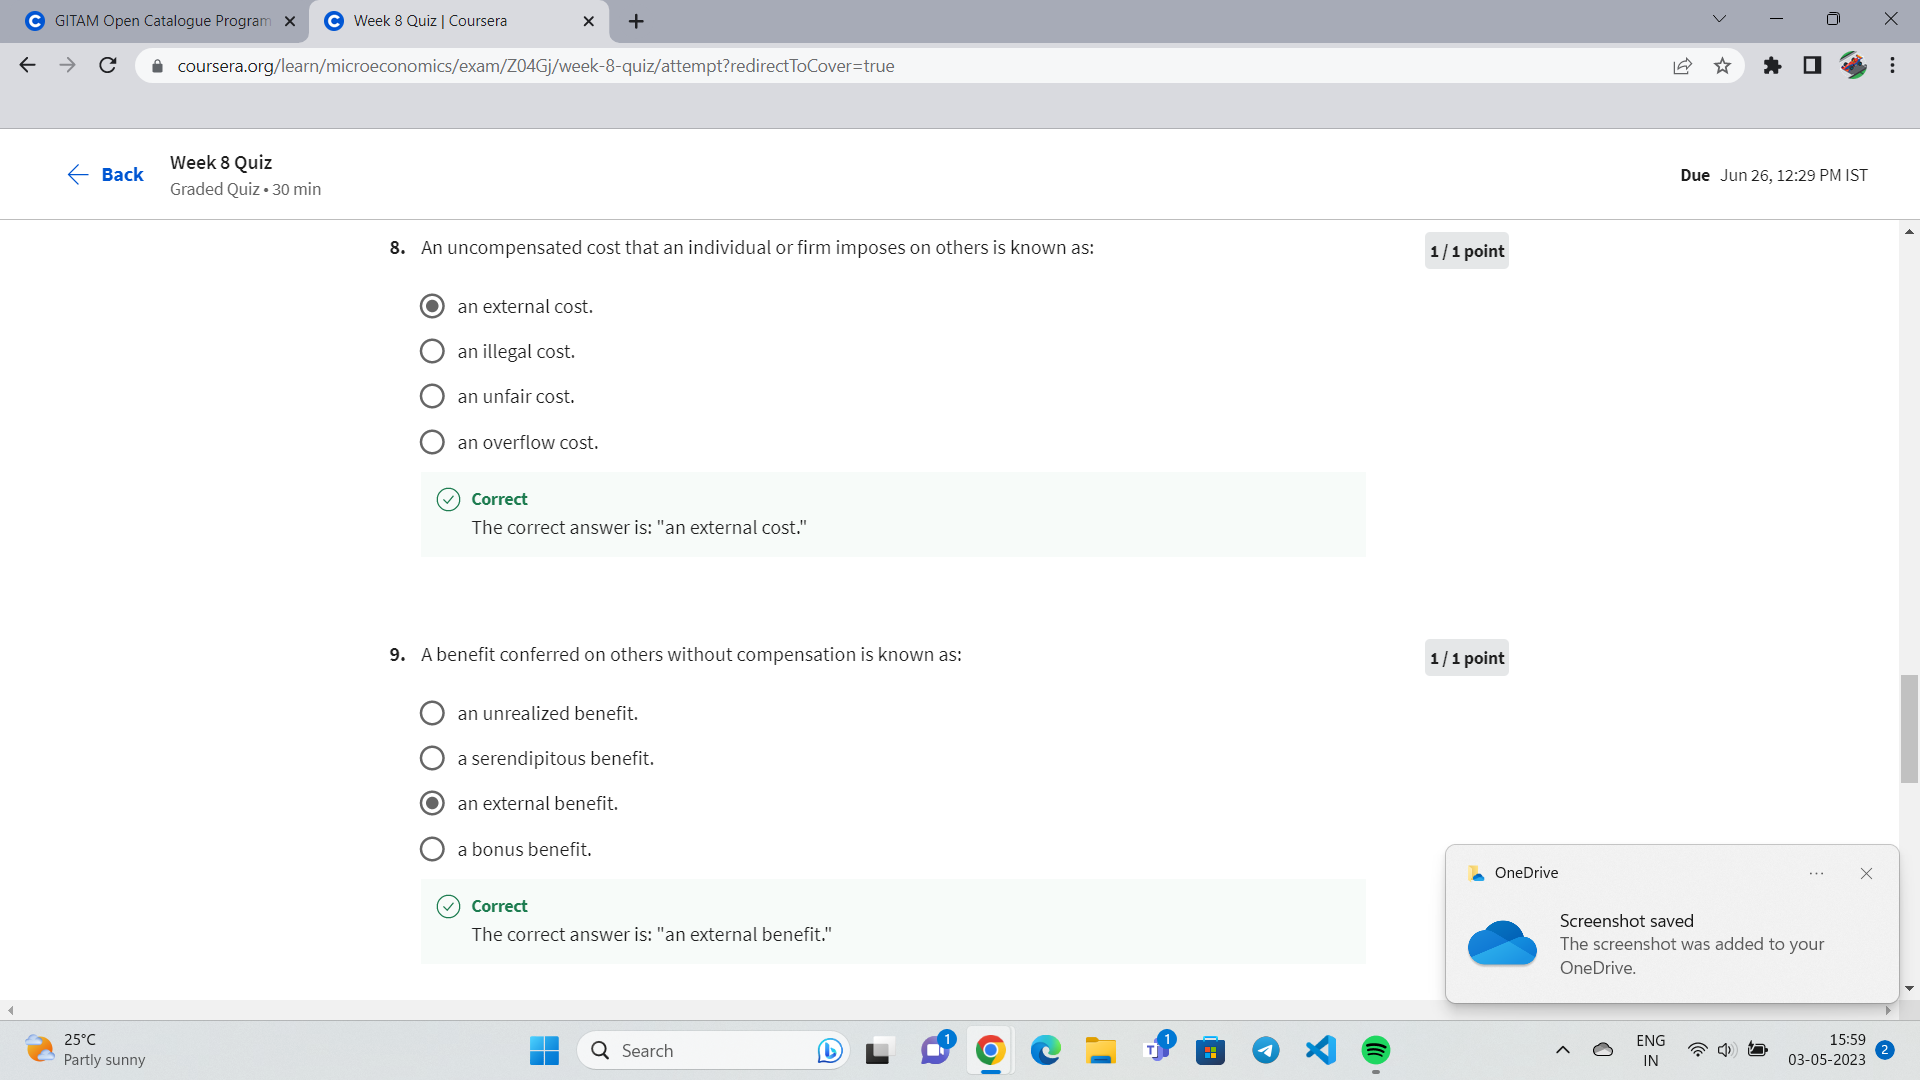 GITAM Open Catalogue Program
Week 8 Quiz | Coursera
coursera.org/learn/microeconomics/exam/Z04Gj/week-8-quiz/attempt?redirectToCover=true
Back
Week 8 Quiz
Graded Quiz • 30 min
Due Jun 26, 12:29 PM IST
8. An uncompensated cost that an individual or firm imposes on others is known as:
1 / 1 point
an external cost.
an illegal cost.
an unfair cost.
an overflow cost.
Correct
The correct answer is: "an external cost."
9. A benefit conferred on others without compensation is known as:
1 / 1 point
an unrealized benefit.
a serendipitous benefit.
an external benefit.
a bonus benefit.
Correct
The correct answer is: "an external benefit."
OneDrive
Screenshot saved
The screenshot was added to your
OneDrive.
25°C
Partly sunny
Search
1
1
ENG
IN
15:59
03-05-2023
2